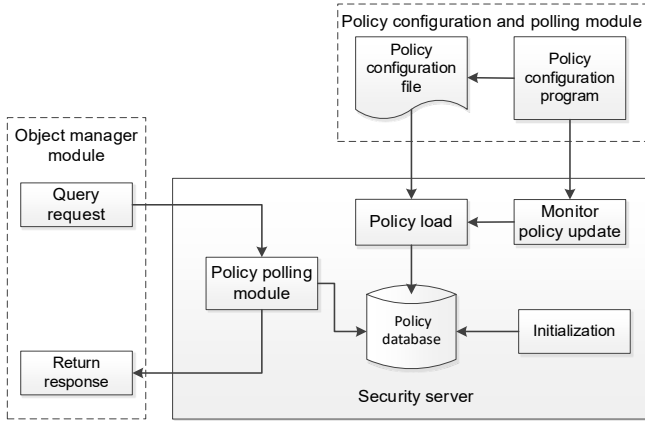 Policy configuration and polling module
Policy
configuration
file
Policy
configuration
program
Object manager
module
Query
request
Policy load
Monitor
policy update
Policy polling
module
Policy
database
Initialization
Return
response
Security server